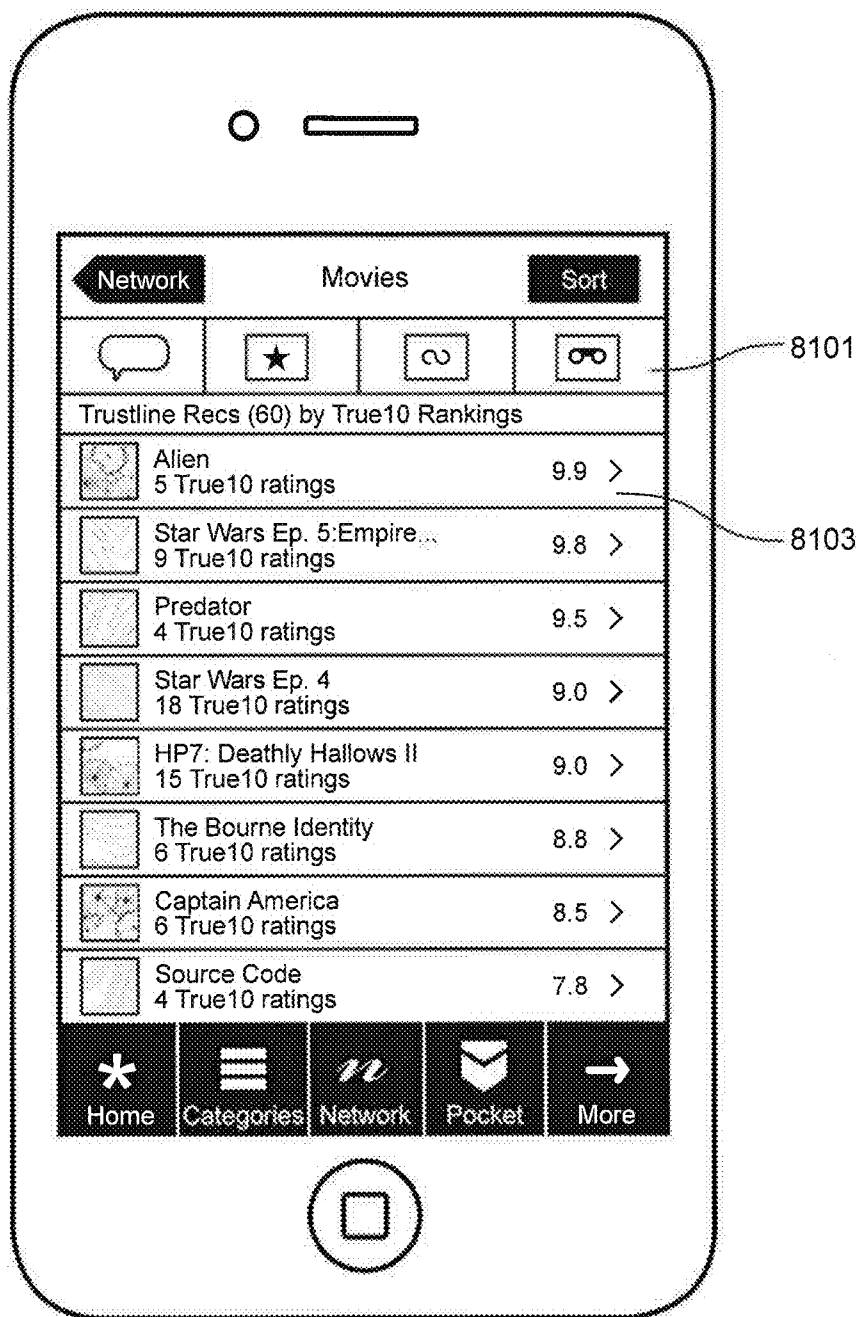 Network Movies Sort
8101
Trustline Recs (60) by True10 Rankings
Alien
5 True10 ratings
9.9 >
8103
Star Wars Ep. 5:Empire...
9 True10 ratings
9.8 >
Predator
4 True10 ratings
9.5 >
Star Wars Ep. 4
18 True10 ratings
9.0 >
HP7: Deathly Hallows II
15 True10 ratings
9.0 >
The Bourne Identity
6 True10 ratings
8.8 >
Captain America
6 True10 ratings
8.5 >
Source Code
4 True10 ratings
7.8 >
n
Home Categories Network Pocket More